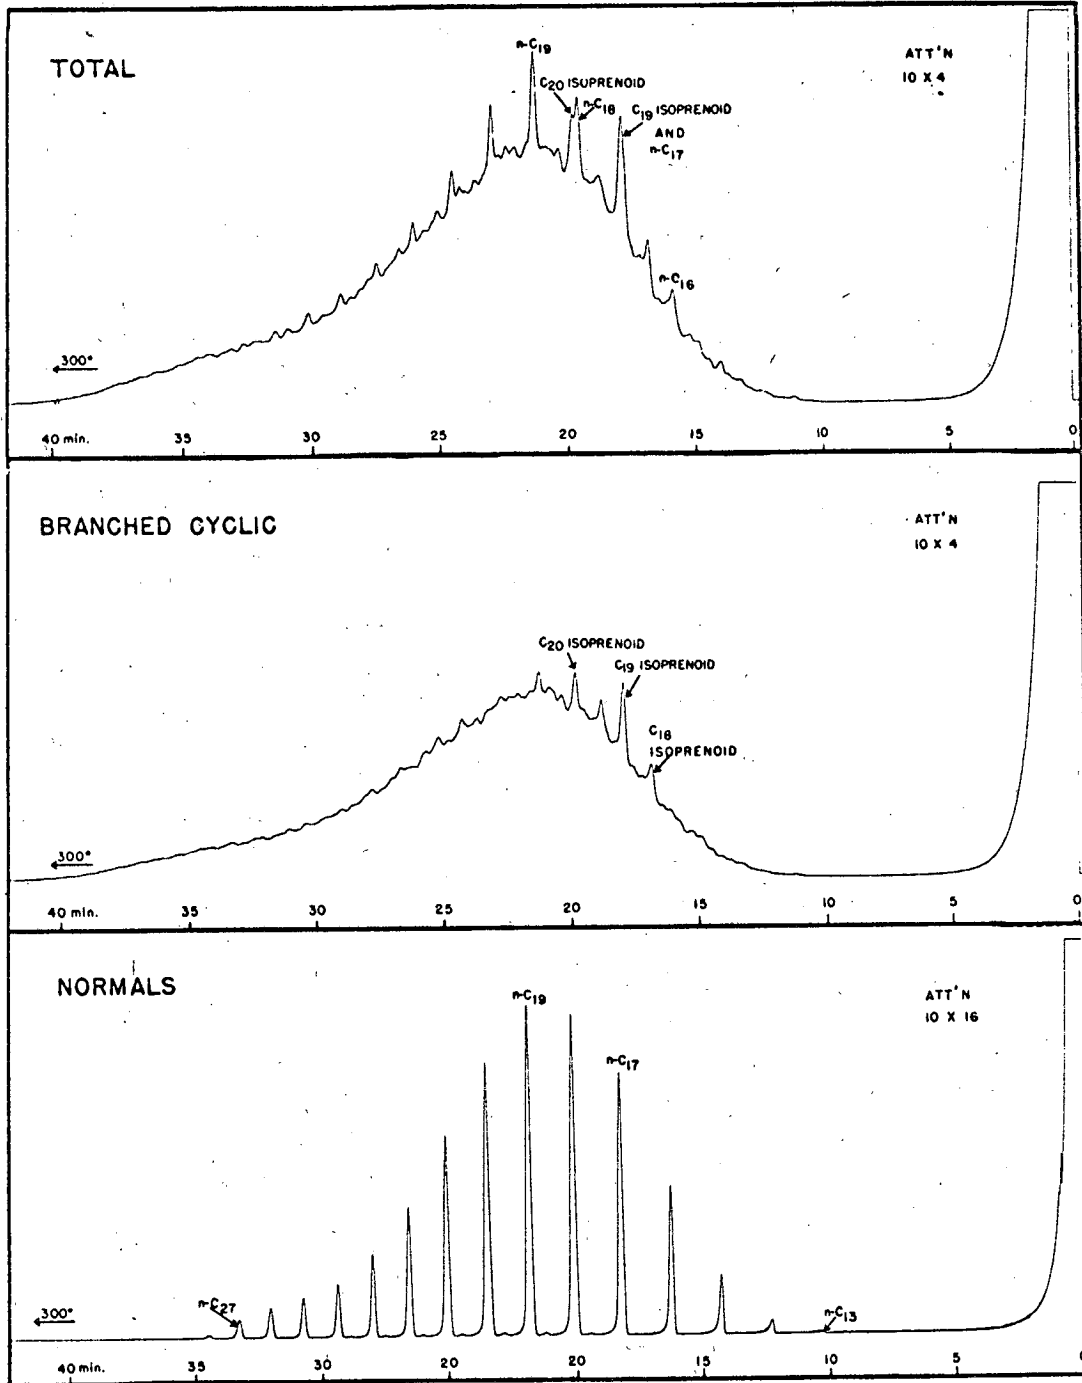 TOTAL
n-C19
C20 ISOPRENOID
n-C18
C19 ISOPRENOID
AND
n-C17
ATT'N
10 X 4
n-C16
300°
40 min. 35 30 25 20 15 10 5 0
BRANCHED CYCLIC
ATT'N
10 X 4
C20 ISOPRENOID
C19 ISOPRENOID
C18
ISOPRENOID
300°
40 min. 35 30 25 20 15 10 5 0
NORMALS
n-C19
ATT'N
10 X 16
n-C17
n-C27
n-C13
300°
40 min. 35 30 25 20 15 10 5 0